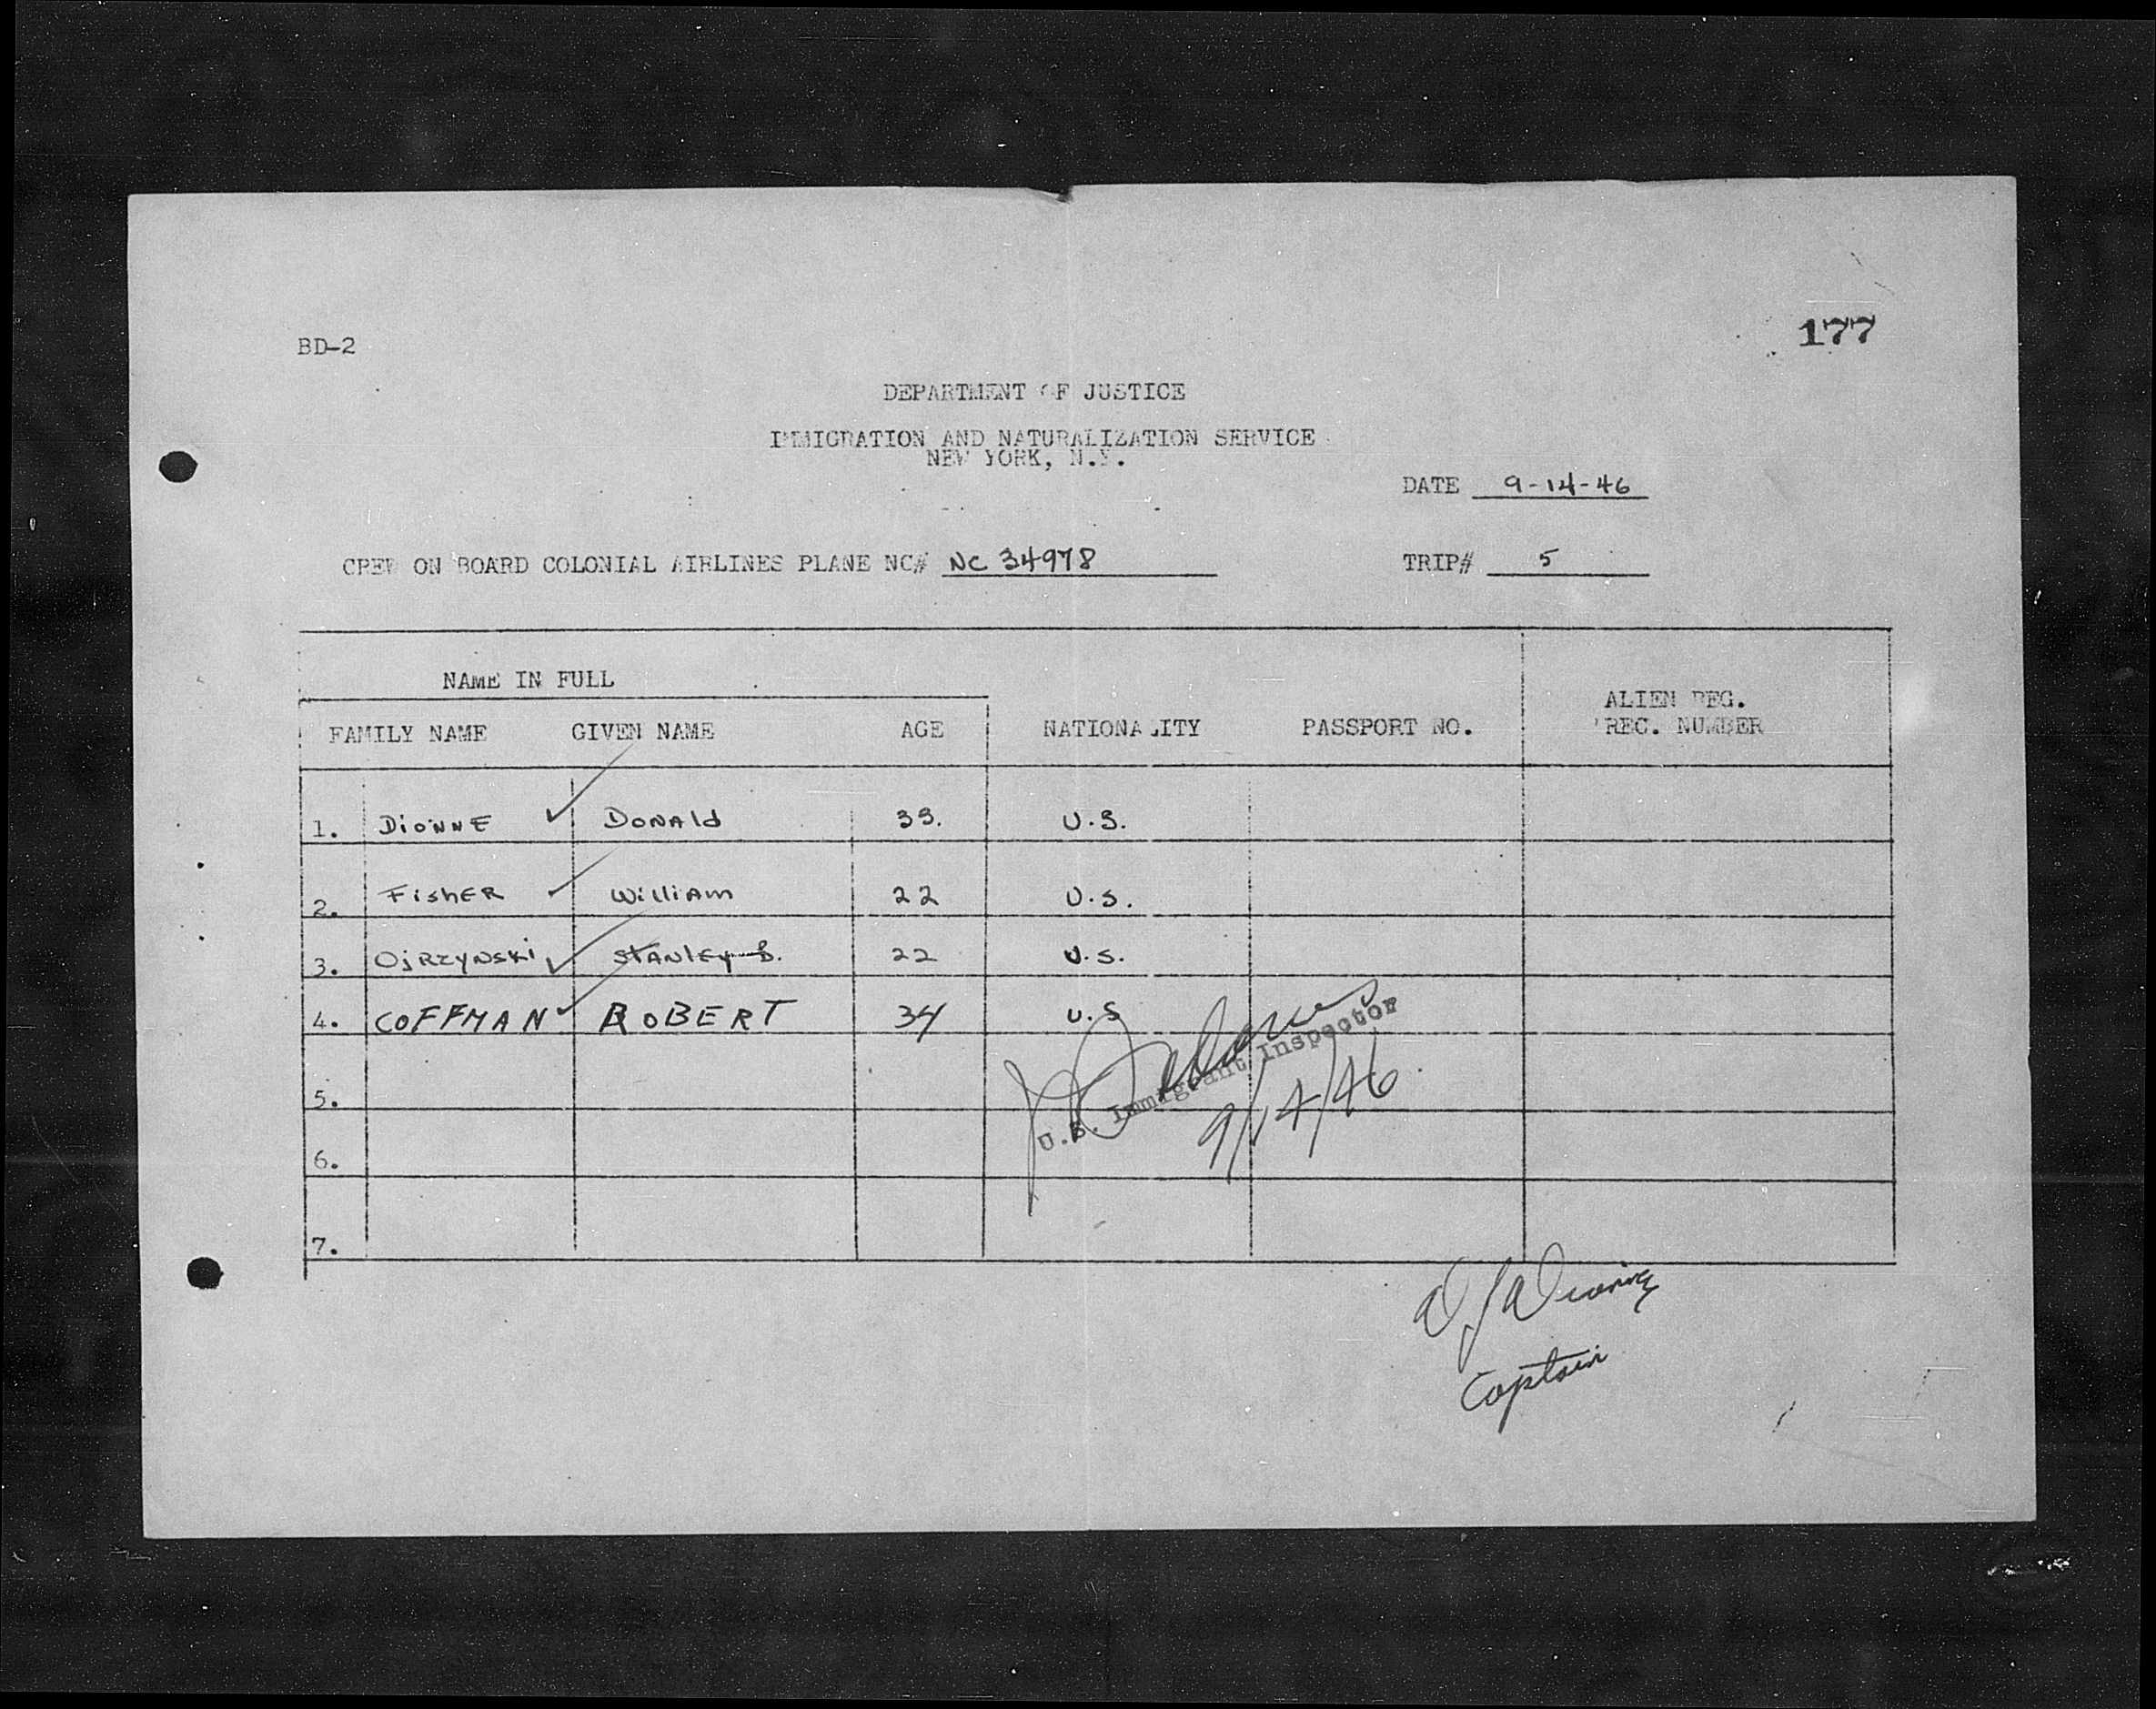 BD-2
177
DEPARTMENT OF JUSTICE
IMMIGRATION AND NATURALIZATION SERVICE
NEW YORK, N.Y.
DATE 9-14-46
CREW ON BOARD COLONIAL AIRLINES PLANE NC# NC 34978
TRIP# 5
NAME IN FULL
FAMILY NAME GIVEN NAME AGE NATIONALITY PASSPORT NO. ALIEN REG. REC. NUMBER
1. DIONNE DONALD 33. U.S.
2. FISHER WILLIAM 22 U.S.
3. OJRZYNSKI STANLEY B. 22 U.S.
4. COFFMAN ROBERT 34 U.S
U.S. Immigrant Inspector
9/14/46
5.
6.
7.
Captain